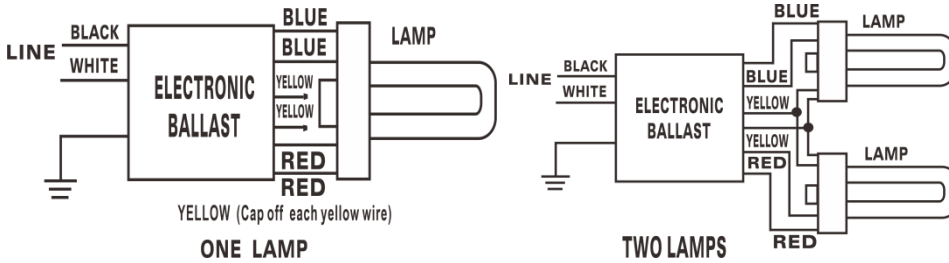 BLUE
BLACK
LAMP
LINE
BLUE
WHITE
YELLOW
ELECTRONIC
BALLAST
YELLOW
RED
RED
YELLOW (Cap off each yellow wire)
ONE LAMP
BLUE
LAMP
BLACK
LINE
BLUE
WHITE
ELECTRONIC
BALLAST
YELLOW
YELLOW
RED
LAMP
RED
TWO LAMPS